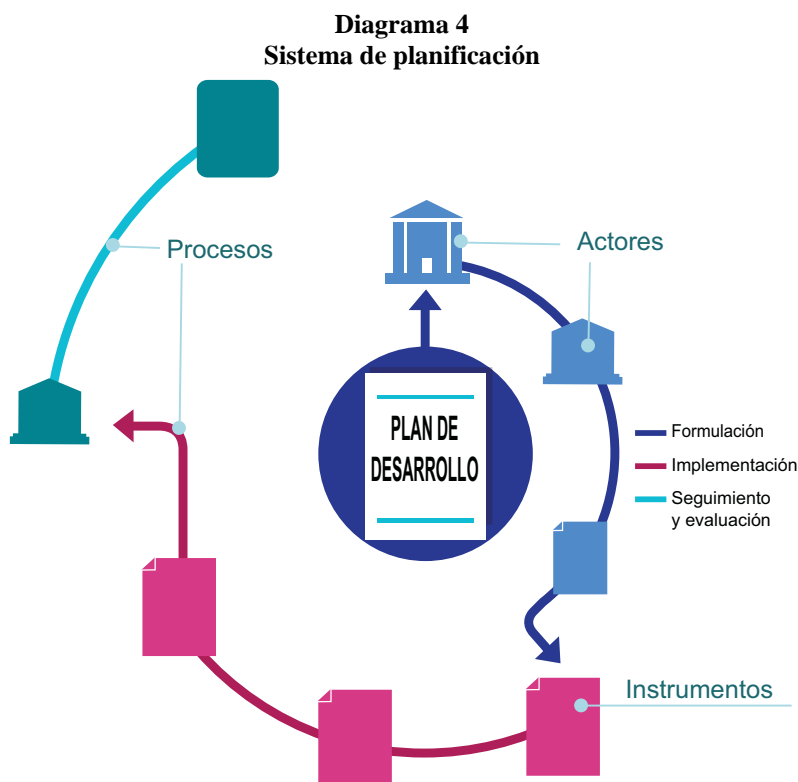 Diagrama 4
Sistema de planificación
Procesos
Actores
PLAN DE
DESARROLLO
Formulación
Implementación
Seguimiento
y evaluación
Instrumentos